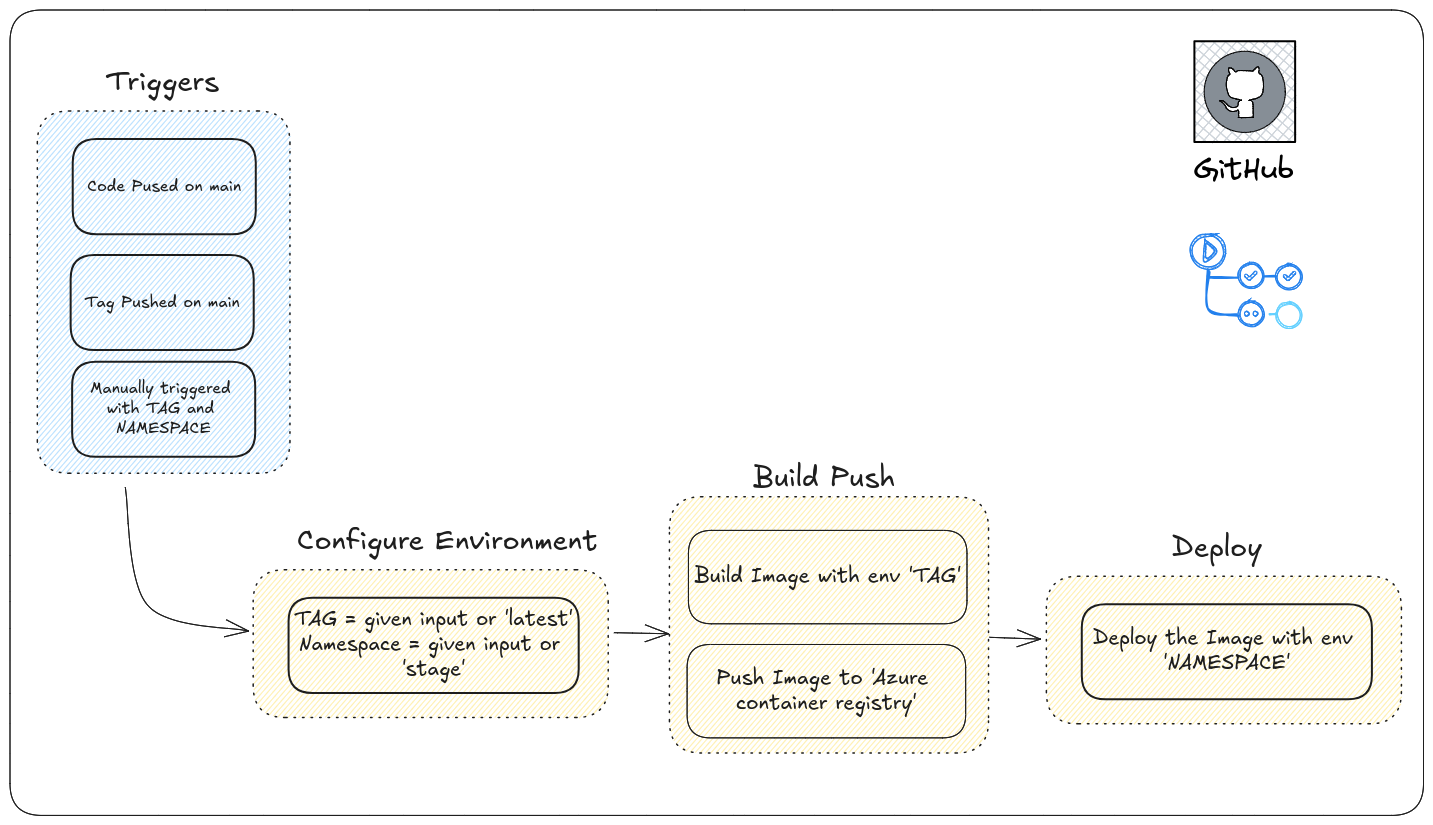 Triggers
Code Pused on main
Tag Pushed on main
Manually triggered
with TAG and
NAMESPACE
GitHub
Configure Environment
TAG = given input or 'latest'
Namespace = given input or
'stage'
Build Push
Build Image with env 'TAG'
Push Image to 'Azure
container registry'
Deploy
Deploy the Image with env
'NAMESPACE'